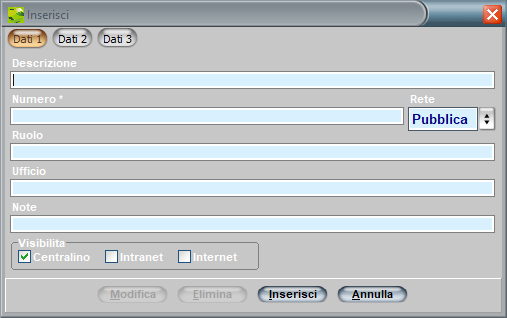 Inserisci
Dati 1 Dati 2 Dati 3
Descrizione
Numero * Rete
Pubblica
Ruolo
Ufficio
Note
Visibilita
Centralino Intranet Internet
Modifica Elimina Inserisci Annulla